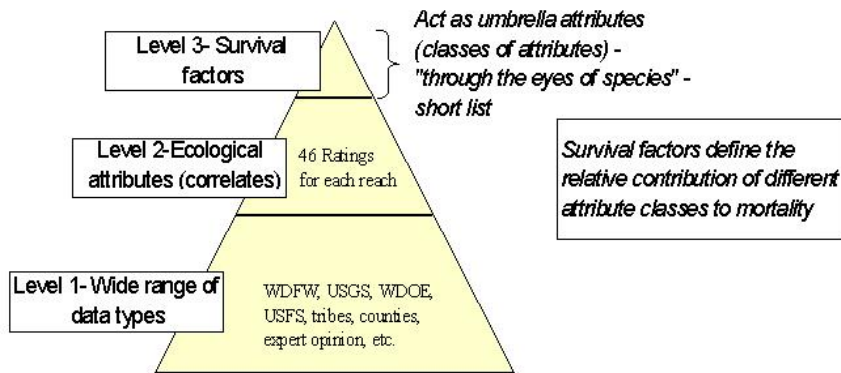 Level 3- Survival
factors
Act as umbrella attributes
(classes of attributes) -
"through the eyes of species" -
short list
Level 2-Ecological
attributes (correlates)
46 Ratings
for each reach
Survival factors define the
relative contribution of different
attribute classes to mortality
Level 1- Wide range of
data types
WDFW, USGS, WDOE,
USFS, tribes, counties,
expert opinion, etc.